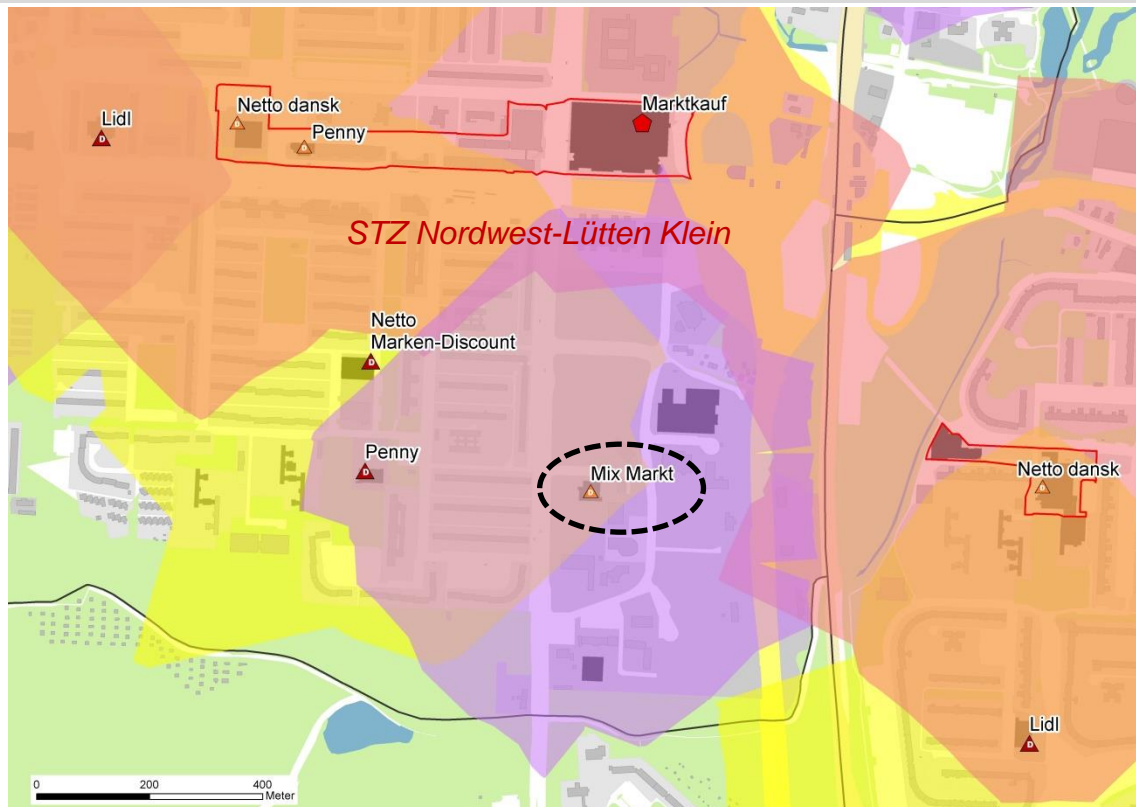 Netto dansk
Marktkauf
Lidl
D
D
Penny
D
STZ Nordwest-Lütten Klein
Netto
Marken-Discount
D
Penny
D
Mix Markt
D
Netto dansk
D
Lidl
D
0
200
400
Meter